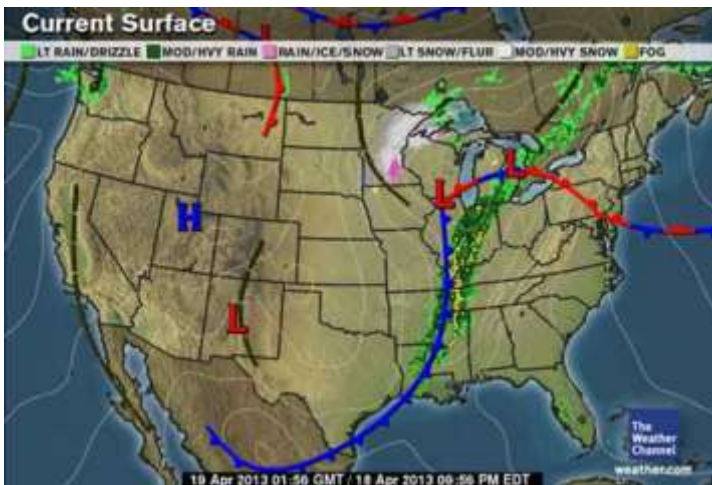 Current Surface
LT RAIN/DRIZZLE MOD/HVY RAIN RAIN/ICE/SNOW LT SNOW/FLUR MOD/HVY SNOW FOG
L
L
L
H
L
The
Weather
Channel
weather.com
19 Apr 2013 01:56 GMT / 18 Apr 2013 09:56 PM EDT